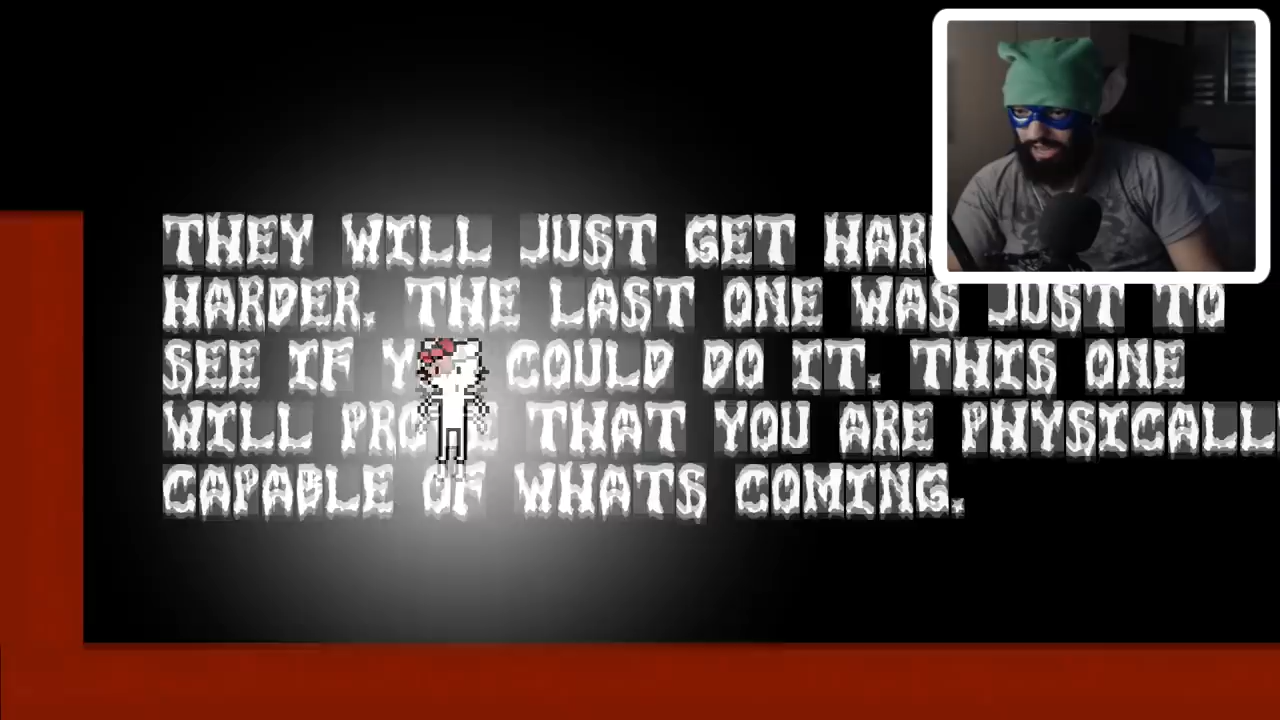 THEY WILL JUST GET
HARDER. THE LAST ONE WAS JUST TO
SEE IF COULD DO IT. THIS ONE
WILL THAT YOU ARE
CAPABLE OF WHATS COMING.